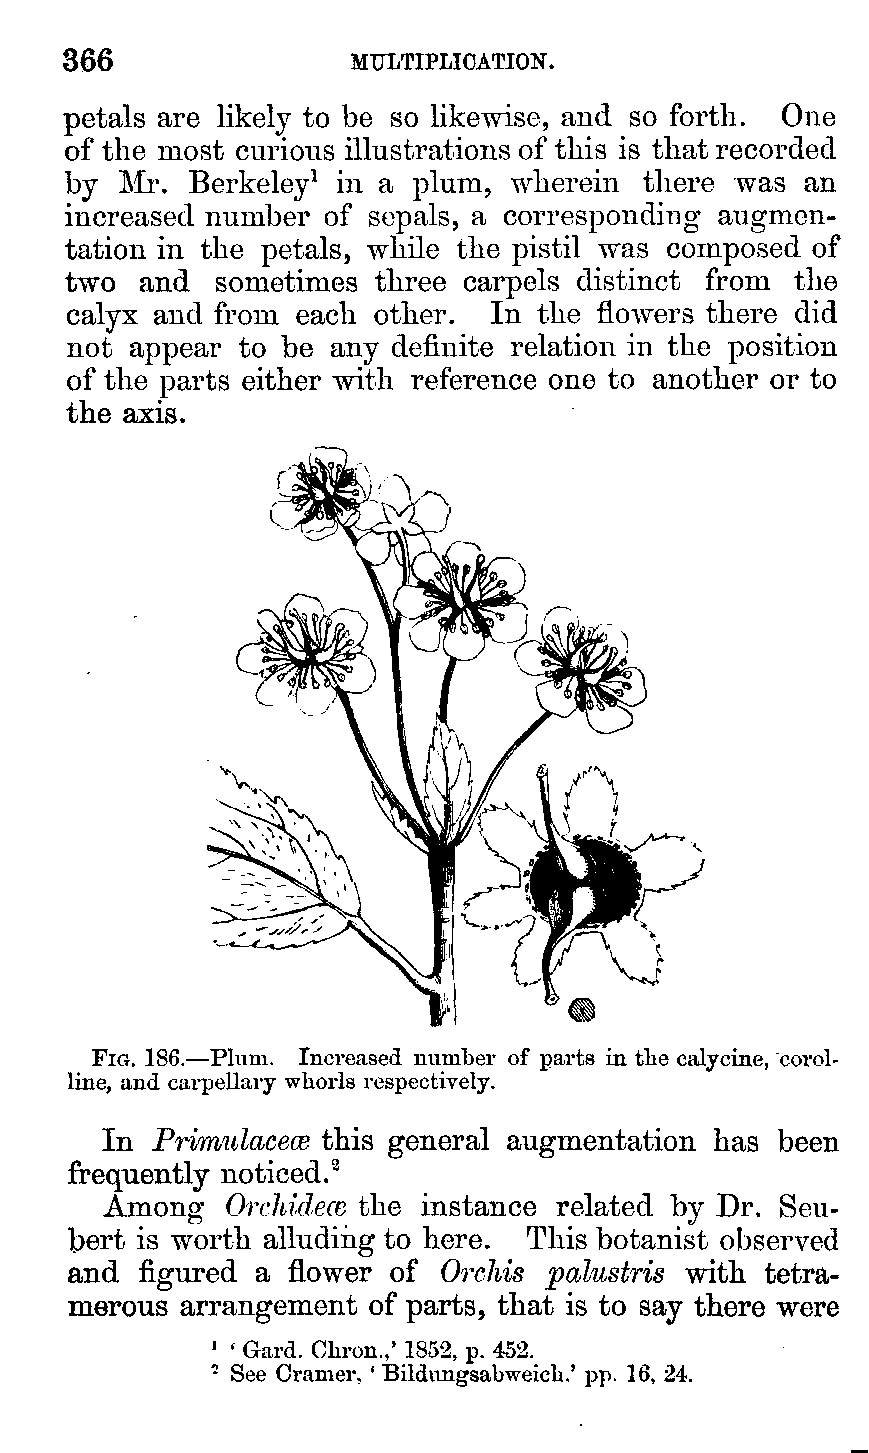 366 MULTIPLICATION.
petals are likely to be so likewise, and so forth. One
of the most curious illustrations of this is that recorded
by Mr. Berkeley¹ in a plum, wherein there was an
increased number of sepals, a corresponding augmen-
tation in the petals, while the pistil was composed of
two and sometimes three carpels distinct from the
calyx and from each other. In the flowers there did
not appear to be any definite relation in the position
of the parts either with reference one to another or to
the axis.
FIG. 186.—Plum. Increased number of parts in the calycine, corol-
line, and carpellary whorls respectively.
In Primulaceæ this general augmentation has been
frequently noticed.²
Among Orchideæ the instance related by Dr. Seu-
bert is worth alluding to here. This botanist observed
and figured a flower of Orchis palustris with tetra-
merous arrangement of parts, that is to say there were
¹ ‘Gard. Chron.,’ 1852, p. 452.
² See Cramer, ‘Bildungsabweich.’ pp. 16, 24.